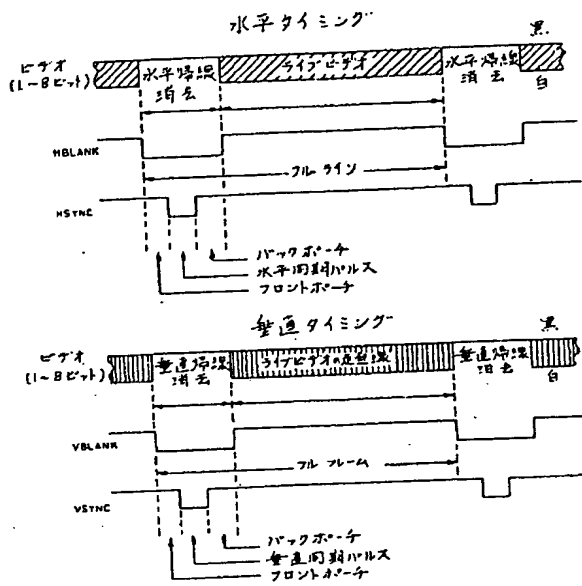 水平タイミング
ビデオ
(1~8ビット)
水平帰線
消去
ライブビデオ
水平帰線
消去
黒
白
HBLANK
フルライン
HSYNC
バックポーチ
水平同期パルス
フロントポーチ
垂直タイミング
ビデオ
(1~8ビット)
垂直帰線
消去
ライブビデオの走査線
垂直帰線
消去
黒
白
VBLANK
フルフレーム
VSYNC
バックポーチ
垂直同期パルス
フロントポーチ